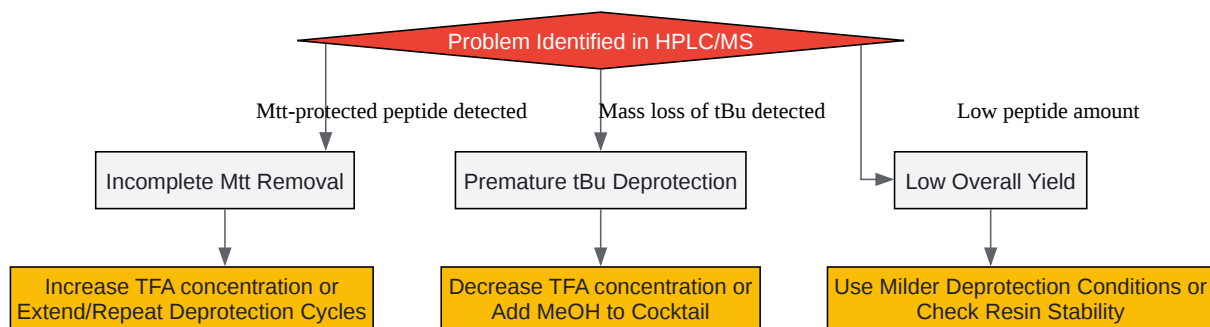 Problem Identified in HPLC/MS
Mtt-protected peptide detected
Mass loss of tBu detected
Low peptide amount
Incomplete Mtt Removal
Premature tBu Deprotection
Low Overall Yield
Increase TFA concentration or
Extend/Repeat Deprotection Cycles
Decrease TFA concentration or
Add MeOH to Cocktail
Use Milder Deprotection Conditions or
Check Resin Stability